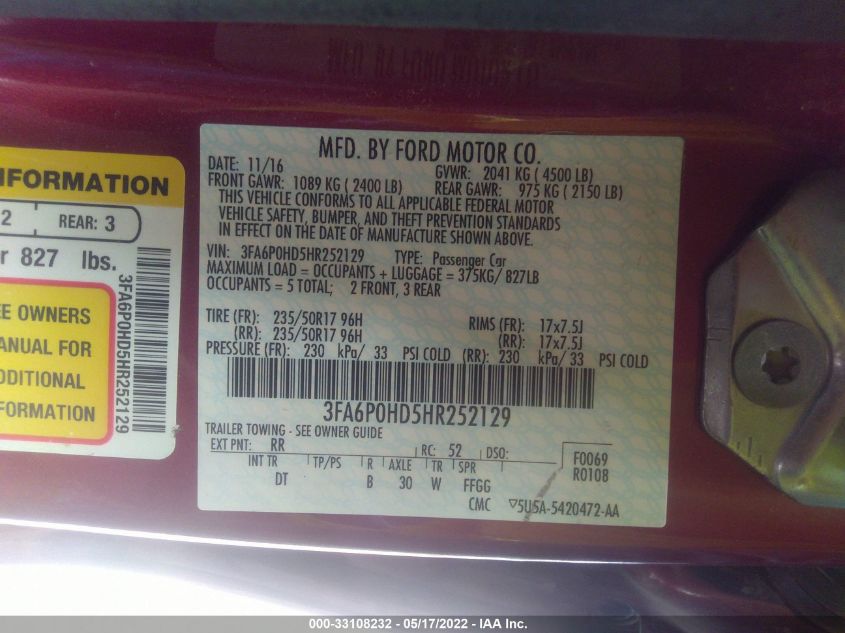 MFD. BY FORD MOTOR CO.
DATE: 11/16
GVWR: 2041 KG ( 4500 LB)
FRONT GAWR: 1089 KG ( 2400 LB)
REAR GAWR: 975 KG ( 2150 LB)
THIS VEHICLE CONFORMS TO ALL APPLICABLE FEDERAL MOTOR
VEHICLE SAFETY, BUMPER, AND THEFT PREVENTION STANDARDS
IN EFFECT ON THE DATE OF MANUFACTURE SHOWN ABOVE.
VIN: 3FA6P0HD5HR252129 TYPE: Passenger Car
MAXIMUM LOAD = OCCUPANTS + LUGGAGE = 375KG/ 827LB
OCCUPANTS = 5 TOTAL; 2 FRONT, 3 REAR
TIRE (FR): 235/50R17 96H RIMS (FR): 17x7.5J
(RR): 235/50R17 96H (RR): 17x7.5J
PRESSURE (FR): 230 kPa/ 33 PSI COLD (RR): 230 kPa/ 33 PSI COLD
3FA6P0HD5HR252129
TRAILER TOWING - SEE OWNER GUIDE
EXT PNT: RR RC: 52 DSO:
F0069
R0108
INT TR TP/PS R AXLE TR SPR
DT B 30 W FFGG
CMC ▽5U5A-5420472-AA
NFORMATION
2 REAR: 3
r 827 lbs.
EE OWNERS
ANUAL FOR
DDITIONAL
FORMATION
3FA6P0HD5HR252129
000-33108232 - 05/17/2022 - IAA Inc.